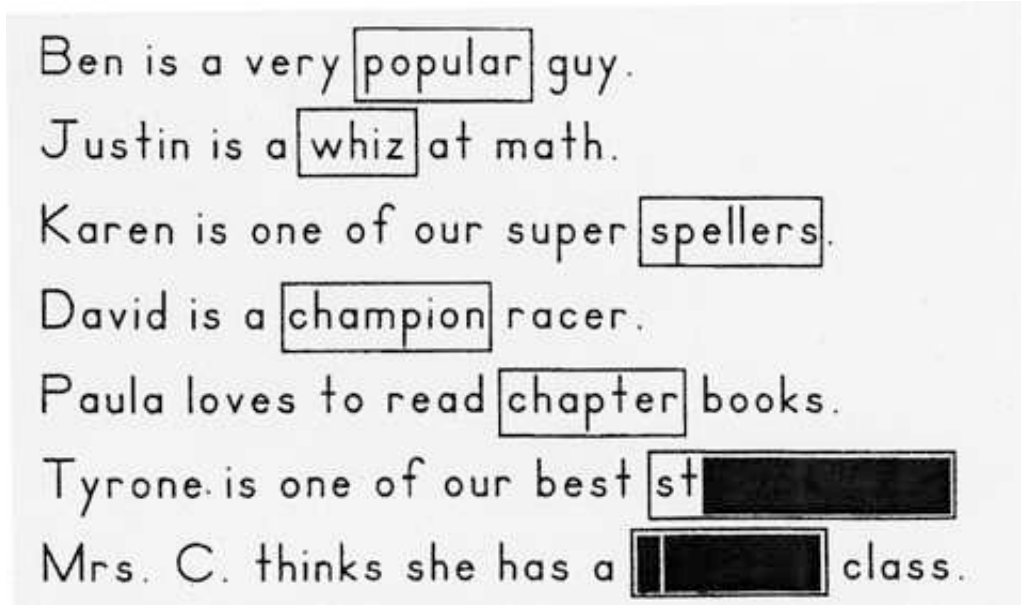 Ben is a very popular guy.
Justin is a whiz at math.
Karen is one of our super spellers.
David is a champion racer.
Paula loves to read chapter books.
Tyrone is one of our best st
Mrs. C. thinks she has a class.